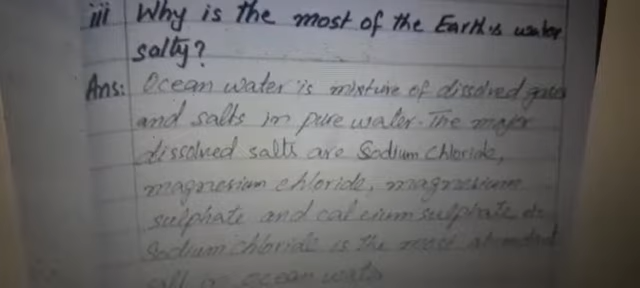 iii Why is the most of the Earth's water
salty?
Ans: Ocean water is mixture of dissolved gases
and salts in pure water. The major
dissolved salts are Sodium Chloride,
magnesium chloride, magnesium
sulphate and calcium sulphate etc
Sodium chloride is the most abundant
salt in ocean water